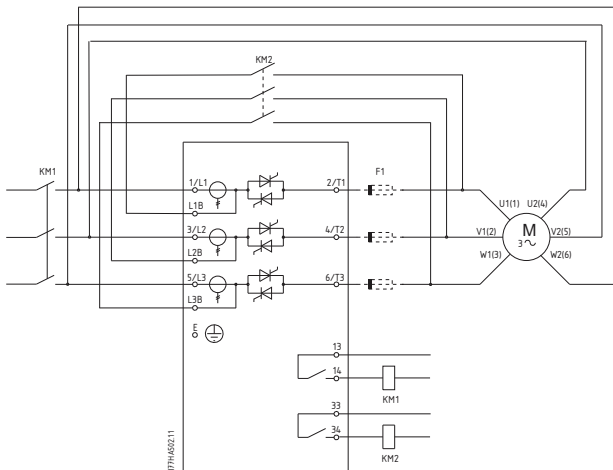 KM2
KM1
F1
1/L1
2/T1
U1(1)
U2(4)
L1B
3/L2
4/T2
V1(2)
M
3~
V2(5)
L2B
W1(3)
W2(6)
5/L3
6/T3
L3B
E
13
14
KM1
33
34
KM2
177HA502.11